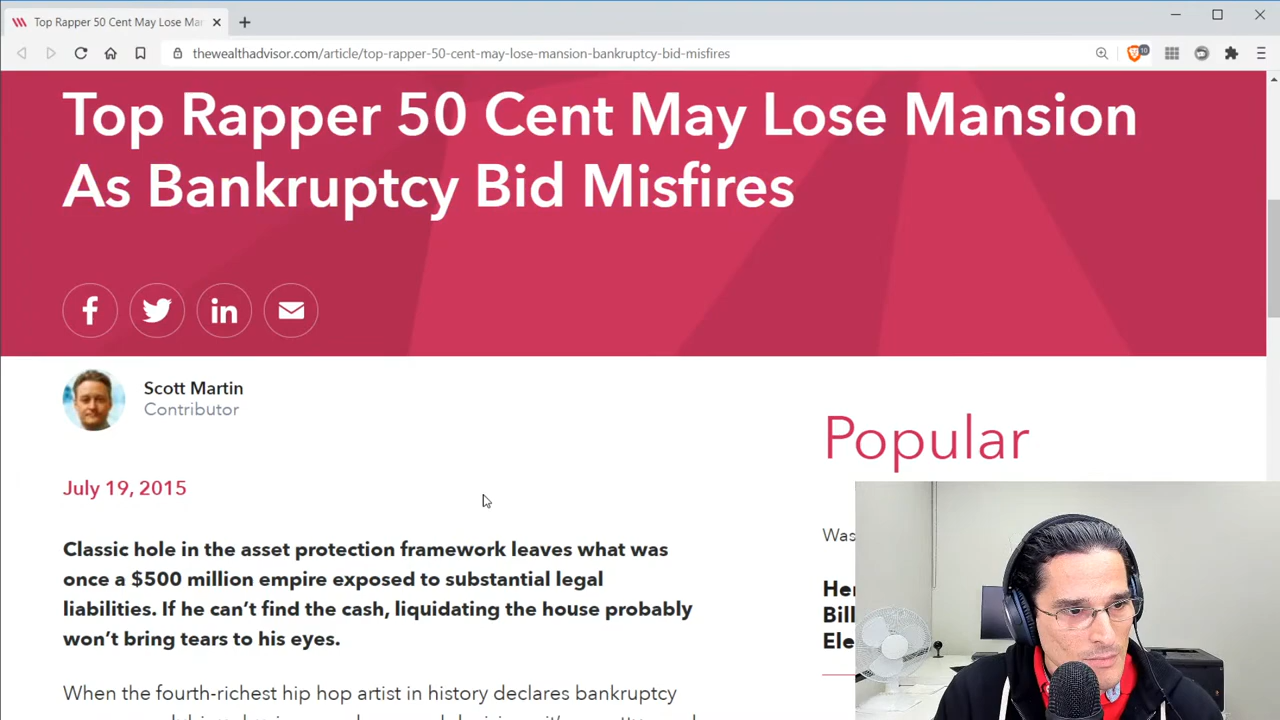 Top Rapper 50 Cent May Lose Man
thewealthadvisor.com/article/top-rapper-50-cent-may-lose-mansion-bankruptcy-bid-misfires
10
Top Rapper 50 Cent May Lose Mansion
As Bankruptcy Bid Misfires
Scott Martin
Contributor
July 19, 2015
Classic hole in the asset protection framework leaves what was
once a $500 million empire exposed to substantial legal
liabilities. If he can't find the cash, liquidating the house probably
won't bring tears to his eyes.
When the fourth-richest hip hop artist in history declares bankruptcy
Popular